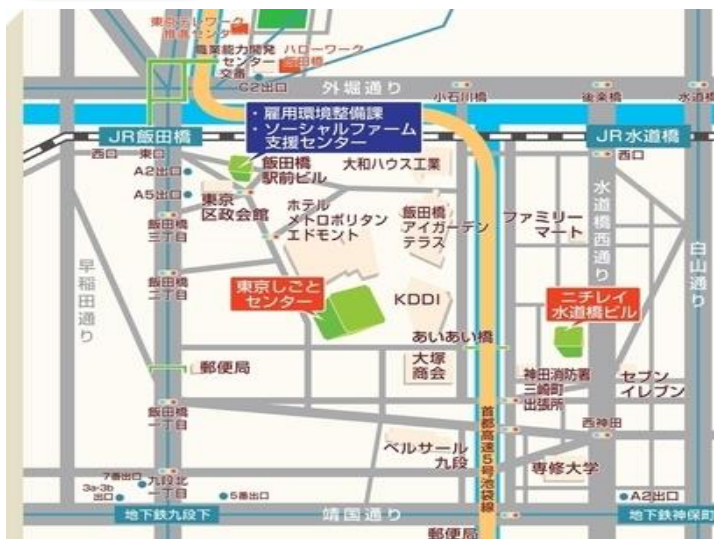 東京テレワーク
推進センター
職業能力開発
センター
ハローワーク
飯田橋
交番
C2出口
外堀通り
小石川橋
後楽橋
水道橋
・雇用環境整備課
・ソーシャルファーム
支援センター
JR飯田橋
JR水道橋
西口
東口
西口
A2出口
飯田橋
駅前ビル
大和ハウス工業
A5出口
東京
区政会館
ホテル
メトロポリタン
エドモント
飯田橋
アイガーデン
テラス
ファミリー
マート
水道橋西通り
白山通り
飯田橋
三丁目
早稲田通り
飯田橋
二丁目
東京しごと
センター
KDDI
ニチレイ
水道橋ビル
あいあい橋
郵便局
大塚
商会
神田消防署
三崎町
出張所
セブン
イレブン
飯田橋
一丁目
首都高速5号池袋線
西神田
ベルサール
九段
専修大学
7番出口
3a-3b
出口
九段北
一丁目
5番出口
A2出口
地下鉄九段下
靖国通り
地下鉄神保町
郵便局